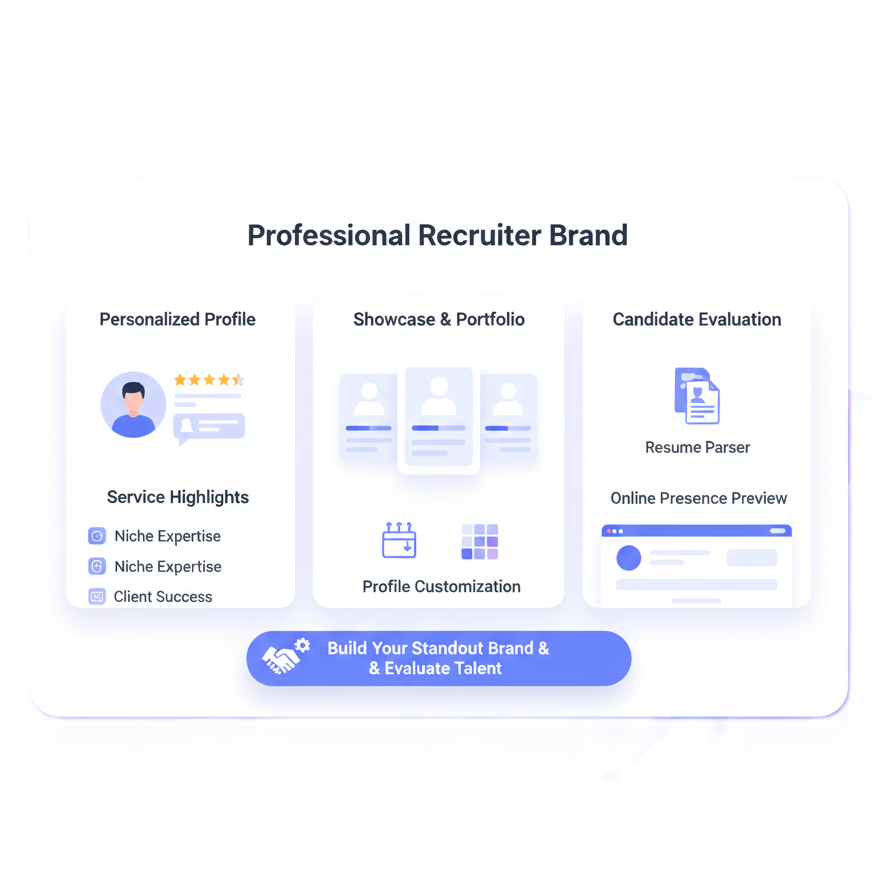 Professional Recruiter Brand
Personalized Profile
Service Highlights
Niche Expertise
Niche Expertise
Client Success
Showcase & Portfolio
Profile Customization
Candidate Evaluation
Resume Parser
Online Presence Preview
Build Your Standout Brand &
& Evaluate Talent